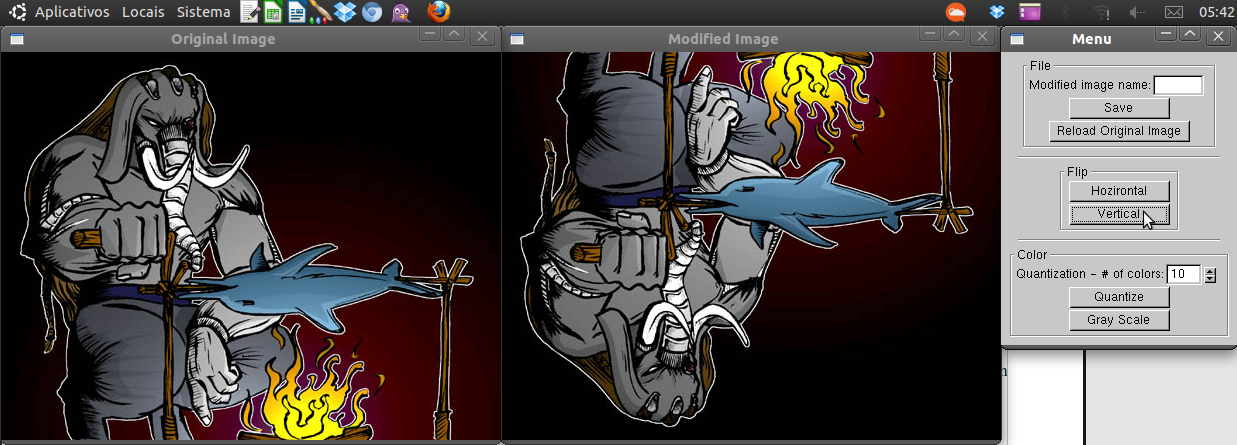 Aplicativos Locais Sistema 05:42
Original Image
Modified Image
Menu
File
Modified image name:
Save
Reload Original Image
Flip
Hozirontal
Vertical
Color
Quantization - # of colors: 10
Quantize
Gray Scale